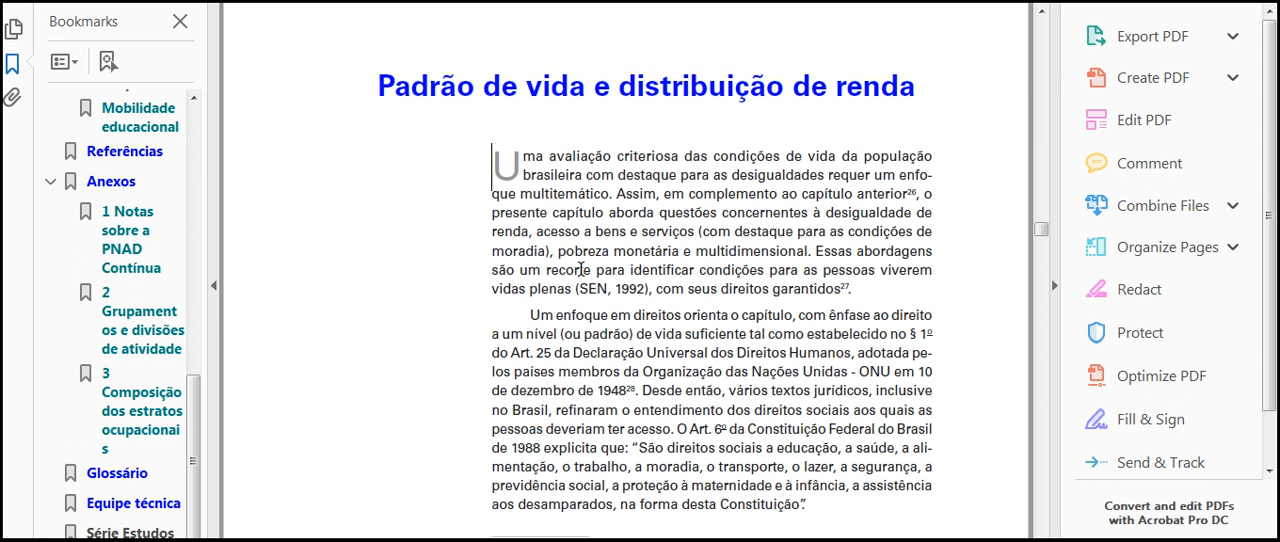 Bookmarks
Mobilidade
educacional
Referências
Anexos
1 Notas
sobre a
PNAD
Contínua
2
Grupament
os e divisões
de atividade
3
Composição
dos estratos
ocupacionai
s
Glossário
Equipe técnica
Série Estudos
Padrão de vida e distribuição de renda
Uma avaliação criteriosa das condições de vida da população
brasileira com destaque para as desigualdades requer um enfo-
que multitemático. Assim, em complemento ao capítulo anterior²⁶, o
presente capítulo aborda questões concernentes à desigualdade de
renda, acesso a bens e serviços (com destaque para as condições de
moradia), pobreza monetária e multidimensional. Essas abordagens
são um recorte para identificar condições para as pessoas viverem
vidas plenas (SEN, 1992), com seus direitos garantidos²⁷.
Um enfoque em direitos orienta o capítulo, com ênfase ao direito
a um nível (ou padrão) de vida suficiente tal como estabelecido no § 1º
do Art. 25 da Declaração Universal dos Direitos Humanos, adotada pe-
los países membros da Organização das Nações Unidas - ONU em 10
de dezembro de 1948²⁸. Desde então, vários textos jurídicos, inclusive
no Brasil, refinaram o entendimento dos direitos sociais aos quais as
pessoas deveriam ter acesso. O Art. 6º da Constituição Federal do Brasil
de 1988 explicita que: “São direitos sociais a educação, a saúde, a ali-
mentação, o trabalho, a moradia, o transporte, o lazer, a segurança, a
previdência social, a proteção à maternidade e à infância, a assistência
aos desamparados, na forma desta Constituição”.
Export PDF
Create PDF
Edit PDF
Comment
Combine Files
Organize Pages
Redact
Protect
Optimize PDF
Fill & Sign
Send & Track
Convert and edit PDFs
with Acrobat Pro DC